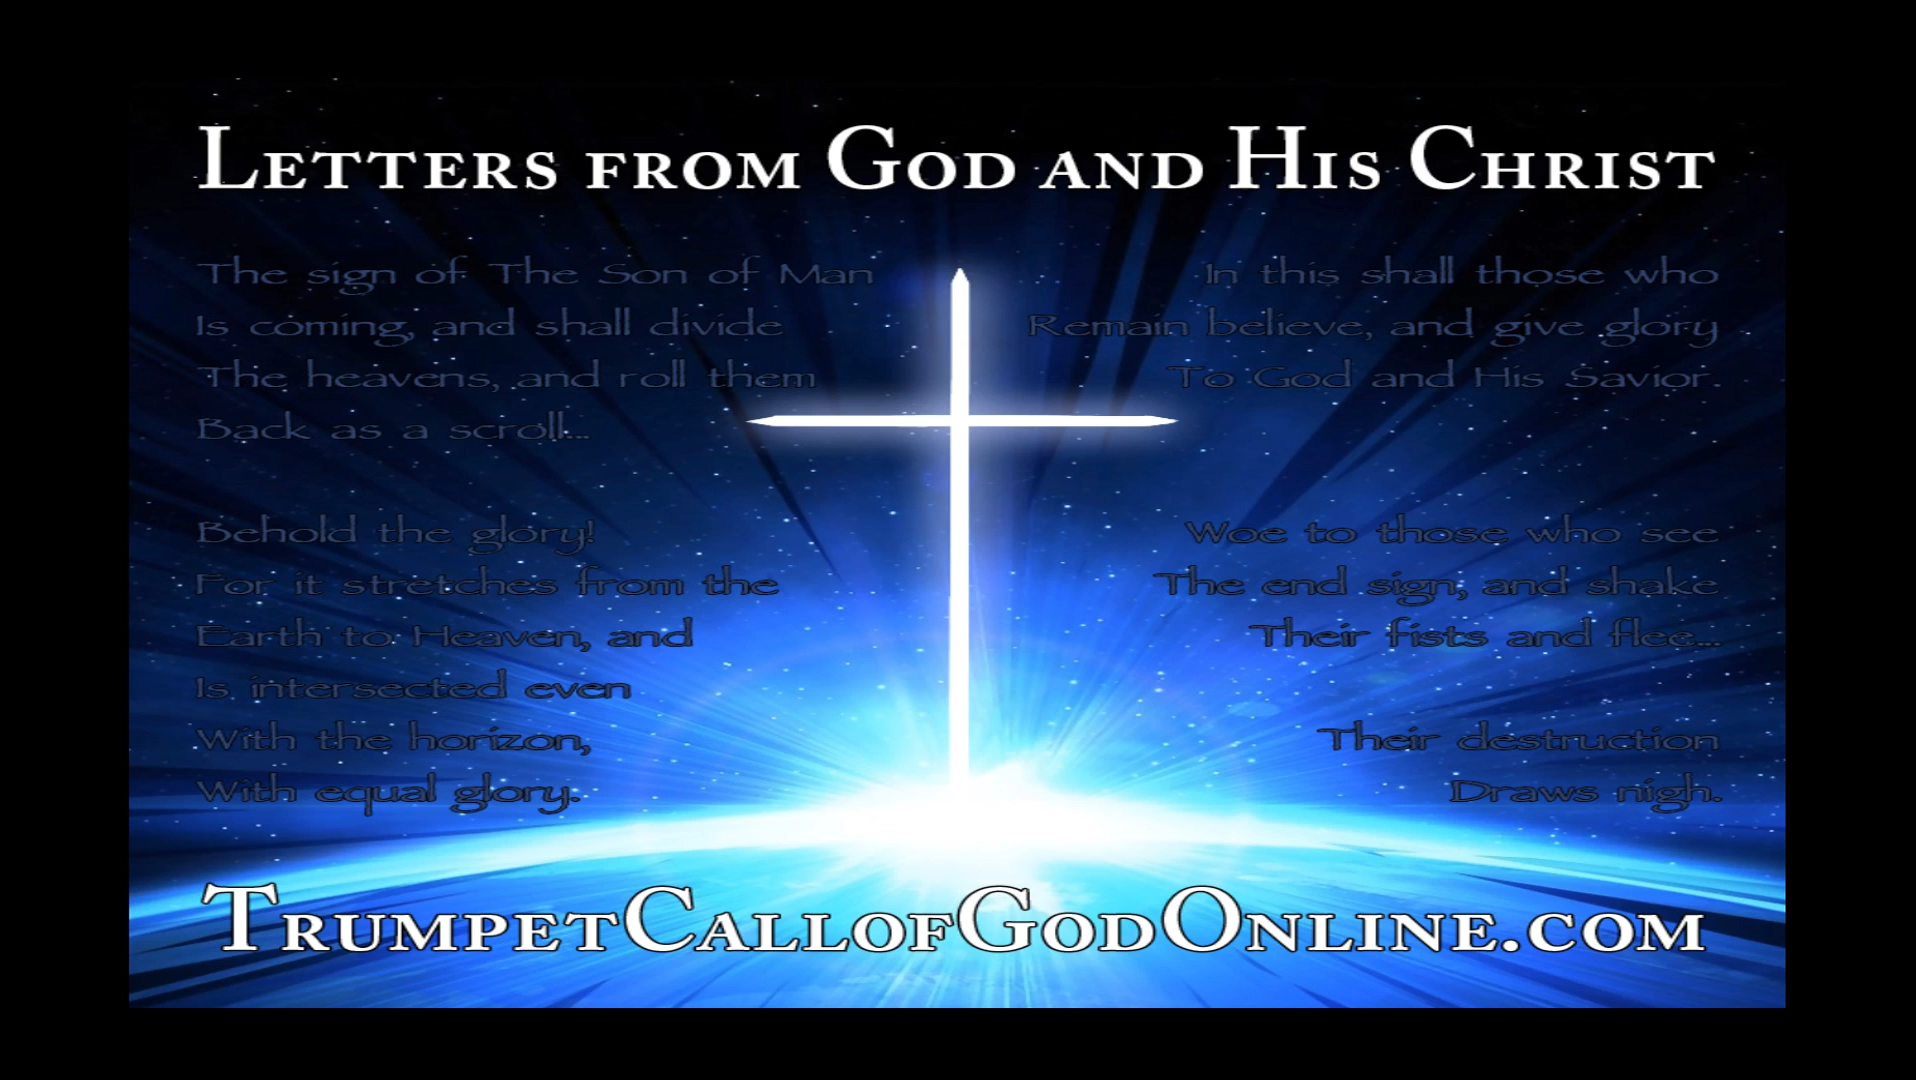 Letters from God and His Christ
The sign of The Son of Man
Is coming, and shall divide
The heavens, and roll them
Back as a scroll...
In this shall those who
Remain believe, and give glory
To God and His Savior.
Behold the glory!
For it stretches from the
Earth to Heaven, and
Is intersected even
With the horizon,
With equal glory.
Woe to those who see
The end sign, and shake
Their fists and flee...
Their destruction
Draws nigh.
TrumpetCallofGodOnline.com